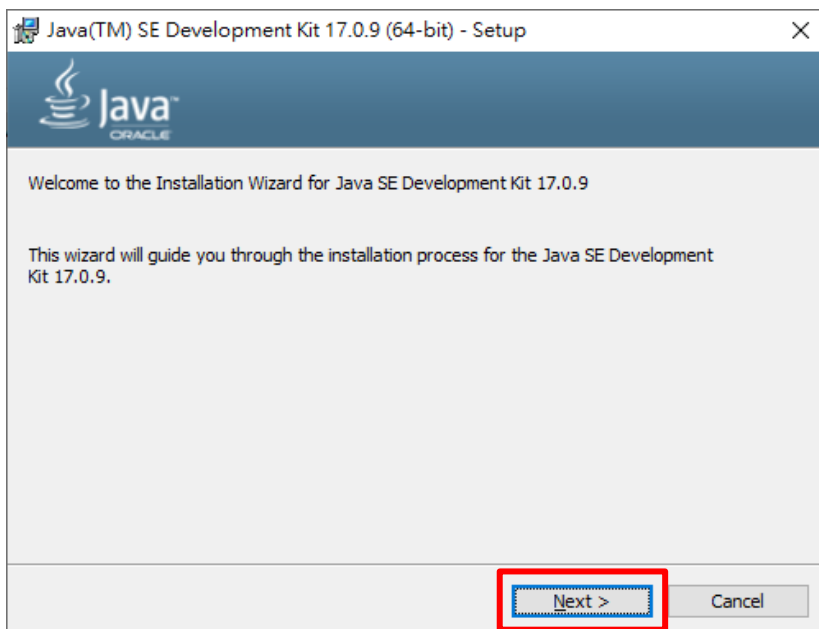 Java(TM) SE Development Kit 17.0.9 (64-bit) - Setup
Java™
ORACLE
Welcome to the Installation Wizard for Java SE Development Kit 17.0.9
This wizard will guide you through the installation process for the Java SE Development
Kit 17.0.9.
Next >
Cancel